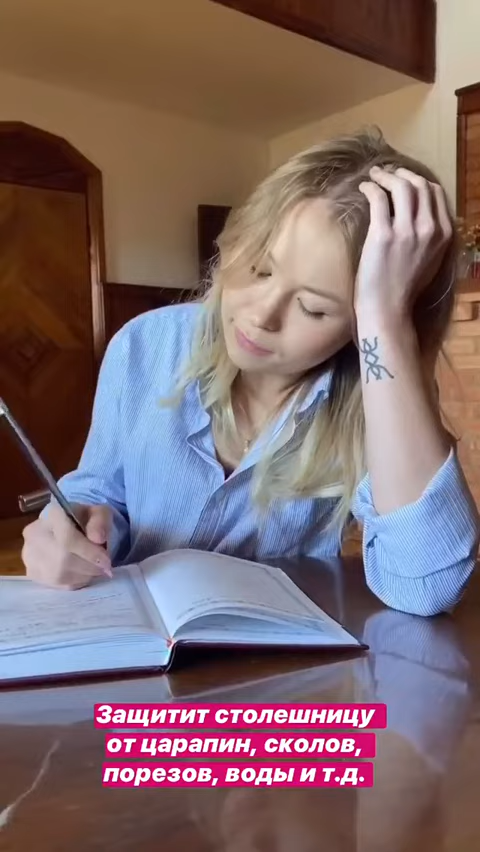 Защитит столешницу
от царапин, сколов,
порезов, воды и т.д.